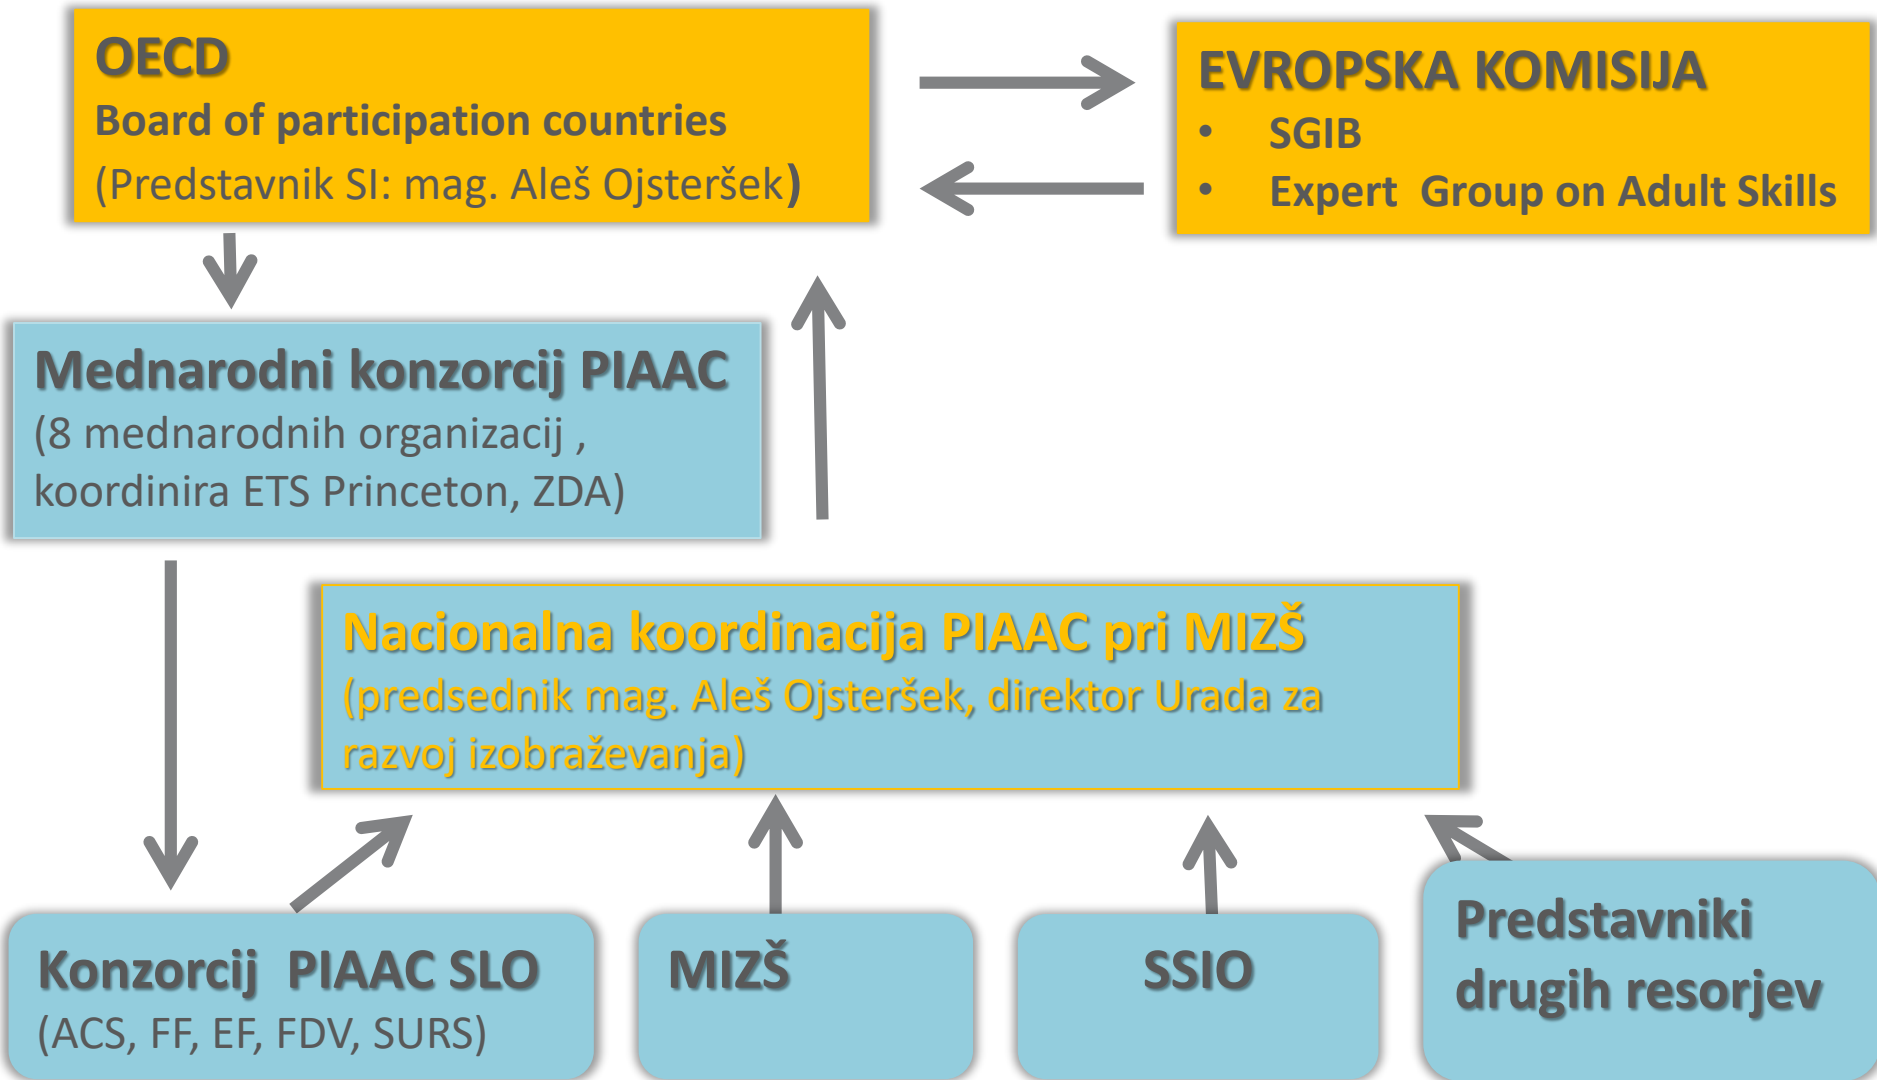 OECD
Board of participation countries
(Predstavnik SI: mag. Aleš Ojsteršek)
EVROPSKA KOMISIJA
• SGIB
• Expert Group on Adult Skills
Mednarodni konzorcij PIAAC
(8 mednarodnih organizacij ,
koordinira ETS Princeton, ZDA)
Nacionalna koordinacija PIAAC pri MIZŠ
(predsednik mag. Aleš Ojsteršek, direktor Urada za
razvoj izobraževanja)
Konzorcij PIAAC SLO
(ACS, FF, EF, FDV, SURS)
MIZŠ
SSIO
Predstavniki
drugih resorjev